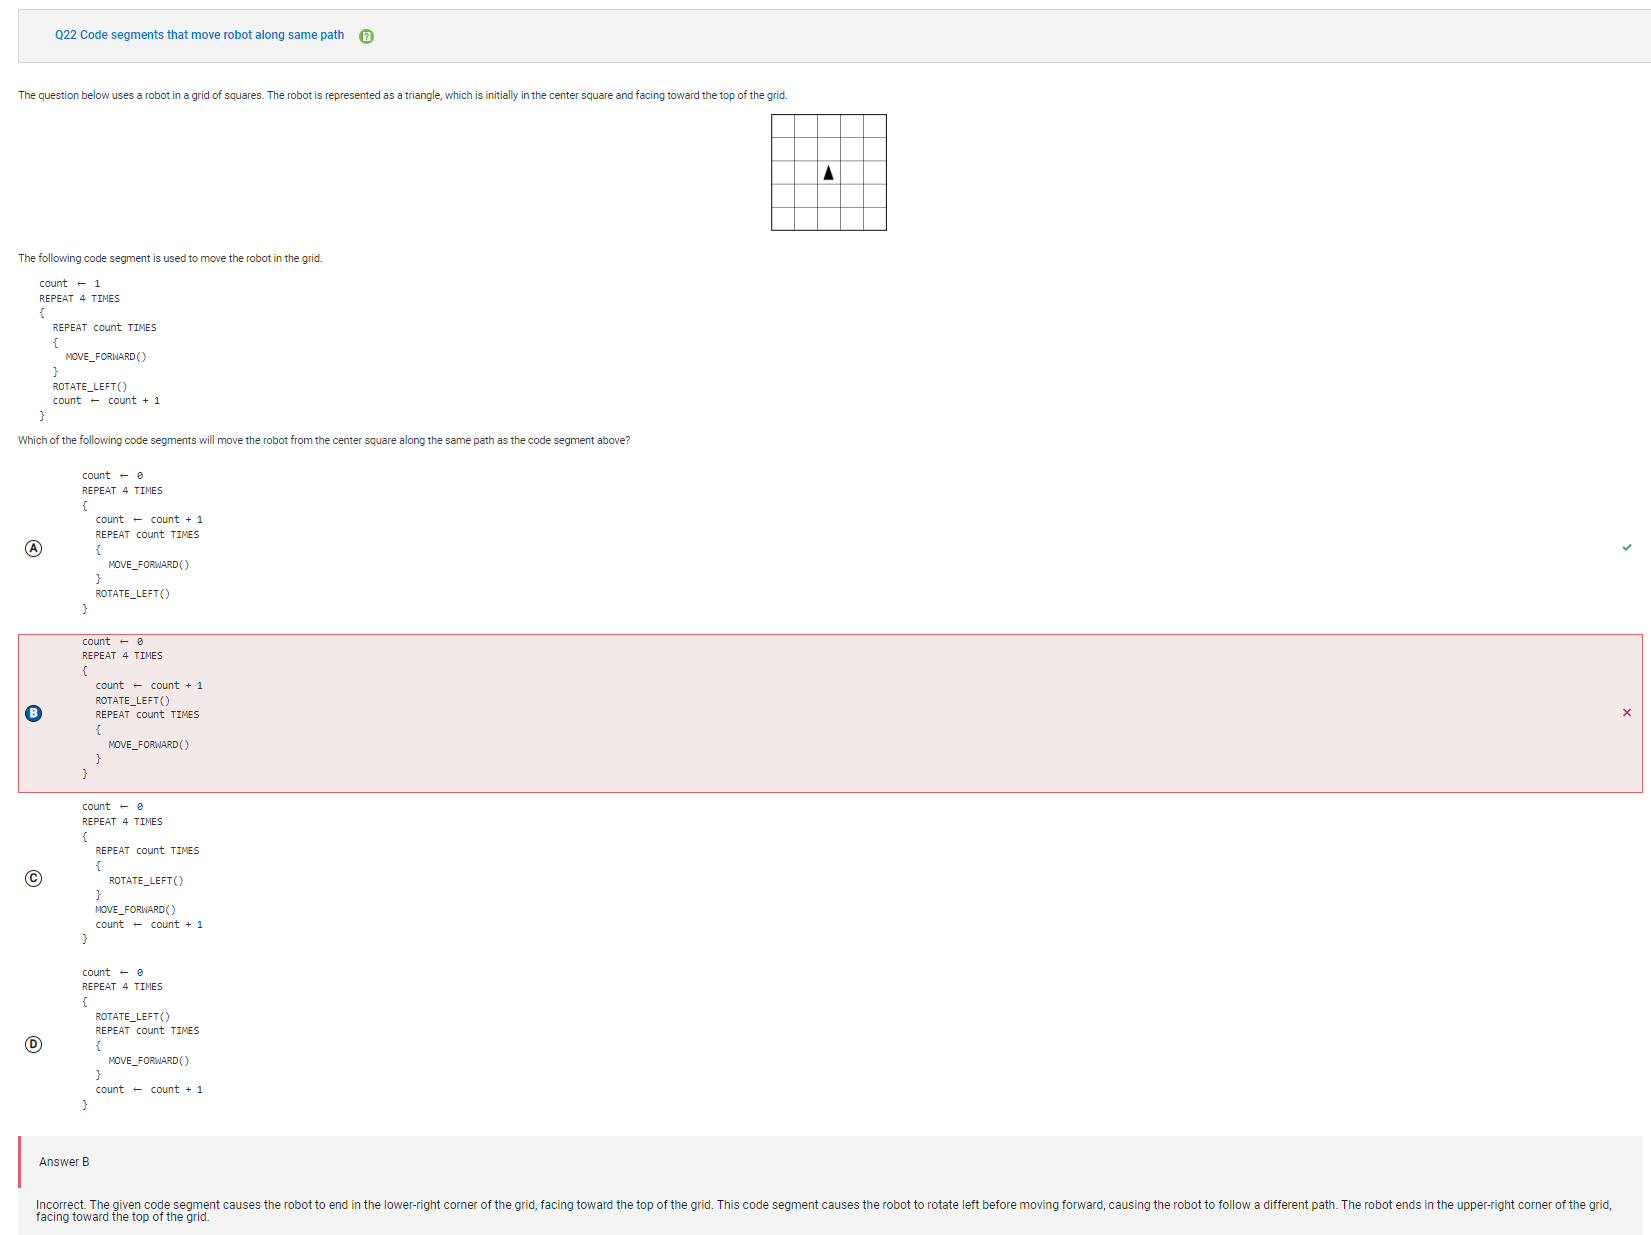 Q22 Code segments that move robot along same path
The question below uses a robot in a grid of squares. The robot is represented as a triangle, which is initially in the center square and facing toward the top of the grid.
The following code segment is used to move the robot in the grid.
count ← 1
REPEAT 4 TIMES
{
REPEAT count TIMES
{
MOVE_FORWARD()
}
ROTATE_LEFT()
count ← count + 1
}
Which of the following code segments will move the robot from the center square along the same path as the code segment above?
A
count ← 0
REPEAT 4 TIMES
{
count ← count + 1
REPEAT count TIMES
{
MOVE_FORWARD()
}
ROTATE_LEFT()
}
B
count ← 0
REPEAT 4 TIMES
{
count ← count + 1
ROTATE_LEFT()
REPEAT count TIMES
{
MOVE_FORWARD()
}
}
C
count ← 0
REPEAT 4 TIMES
{
REPEAT count TIMES
{
ROTATE_LEFT()
}
MOVE_FORWARD()
count ← count + 1
}
D
count ← 0
REPEAT 4 TIMES
{
ROTATE_LEFT()
REPEAT count TIMES
{
MOVE_FORWARD()
}
count ← count + 1
}
Answer B
Incorrect. The given code segment causes the robot to end in the lower-right corner of the grid, facing toward the top of the grid. This code segment causes the robot to rotate left before moving forward, causing the robot to follow a different path. The robot ends in the upper-right corner of the grid,
facing toward the top of the grid.